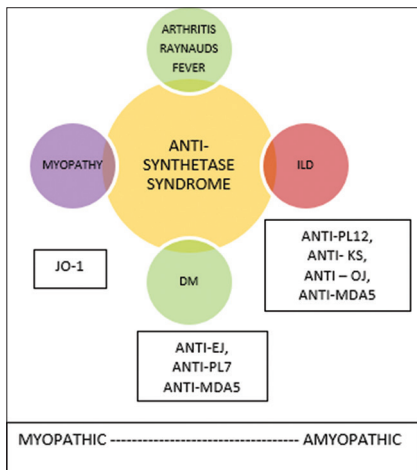 ARTHRITIS
RAYNAUDS
FEVER
MYOPATHY
ANTI-
SYNTHETASE
SYNDROME
ILD
JO-1
DM
ANTI-PL12,
ANTI- KS
ANTI – OJ,
ANTI-MDA5
ANTI-EJ,
ANTI-PL7
ANTI-MDA5
MYOPATHIC ----------------------------------- AMYOPATHIC